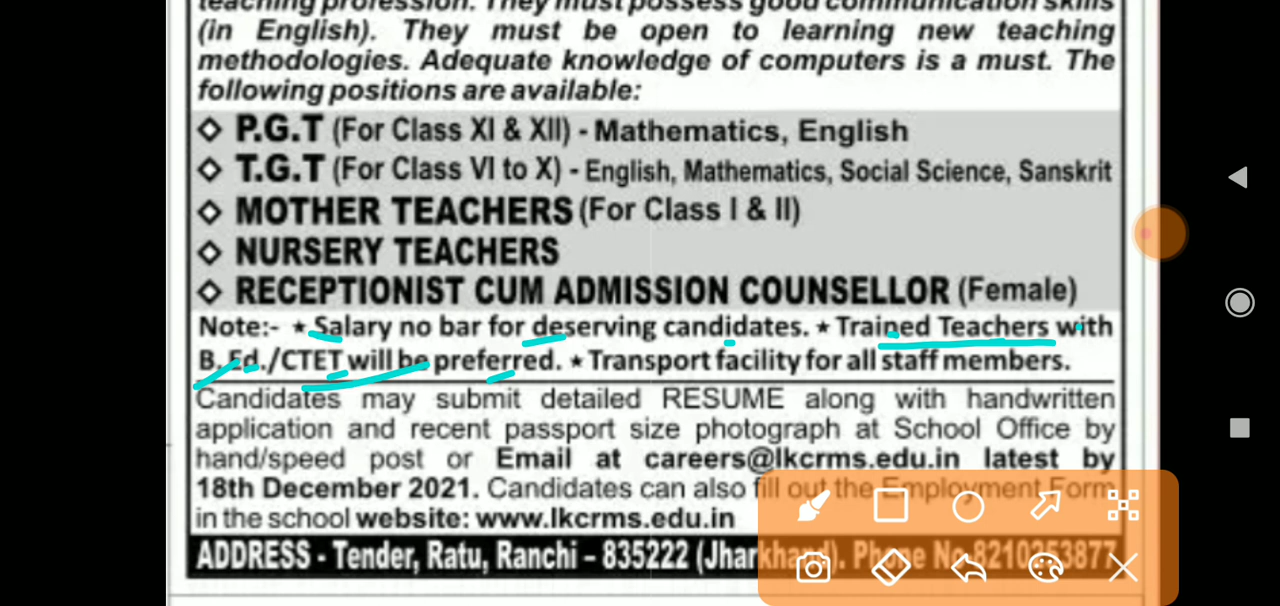 teaching profession. They must possess good communication skills
(in English). They must be open to learning new teaching
methodologies. Adequate knowledge of computers is a must. The
following positions are available:
◇ P.G.T (For Class XI & XII) - Mathematics, English
◇ T.G.T (For Class VI to X) - English, Mathematics, Social Science, Sanskrit
◇ MOTHER TEACHERS (For Class I & II)
◇ NURSERY TEACHERS
◇ RECEPTIONIST CUM ADMISSION COUNSELLOR (Female)
Note:- ★ Salary no bar for deserving candidates. ★ Trained Teachers with
B.Ed./CTET will be preferred. ★ Transport facility for all staff members.
Candidates may submit detailed RESUME along with handwritten
application and recent passport size photograph at School Office by
hand/speed post or Email at careers@lkcrms.edu.in latest by
18th December 2021. Candidates can also fill out the Employment Form
in the school website: www.lkcrms.edu.in
ADDRESS - Tender, Ratu, Ranchi – 835222 (Jharkhand). Phone No.8210253877